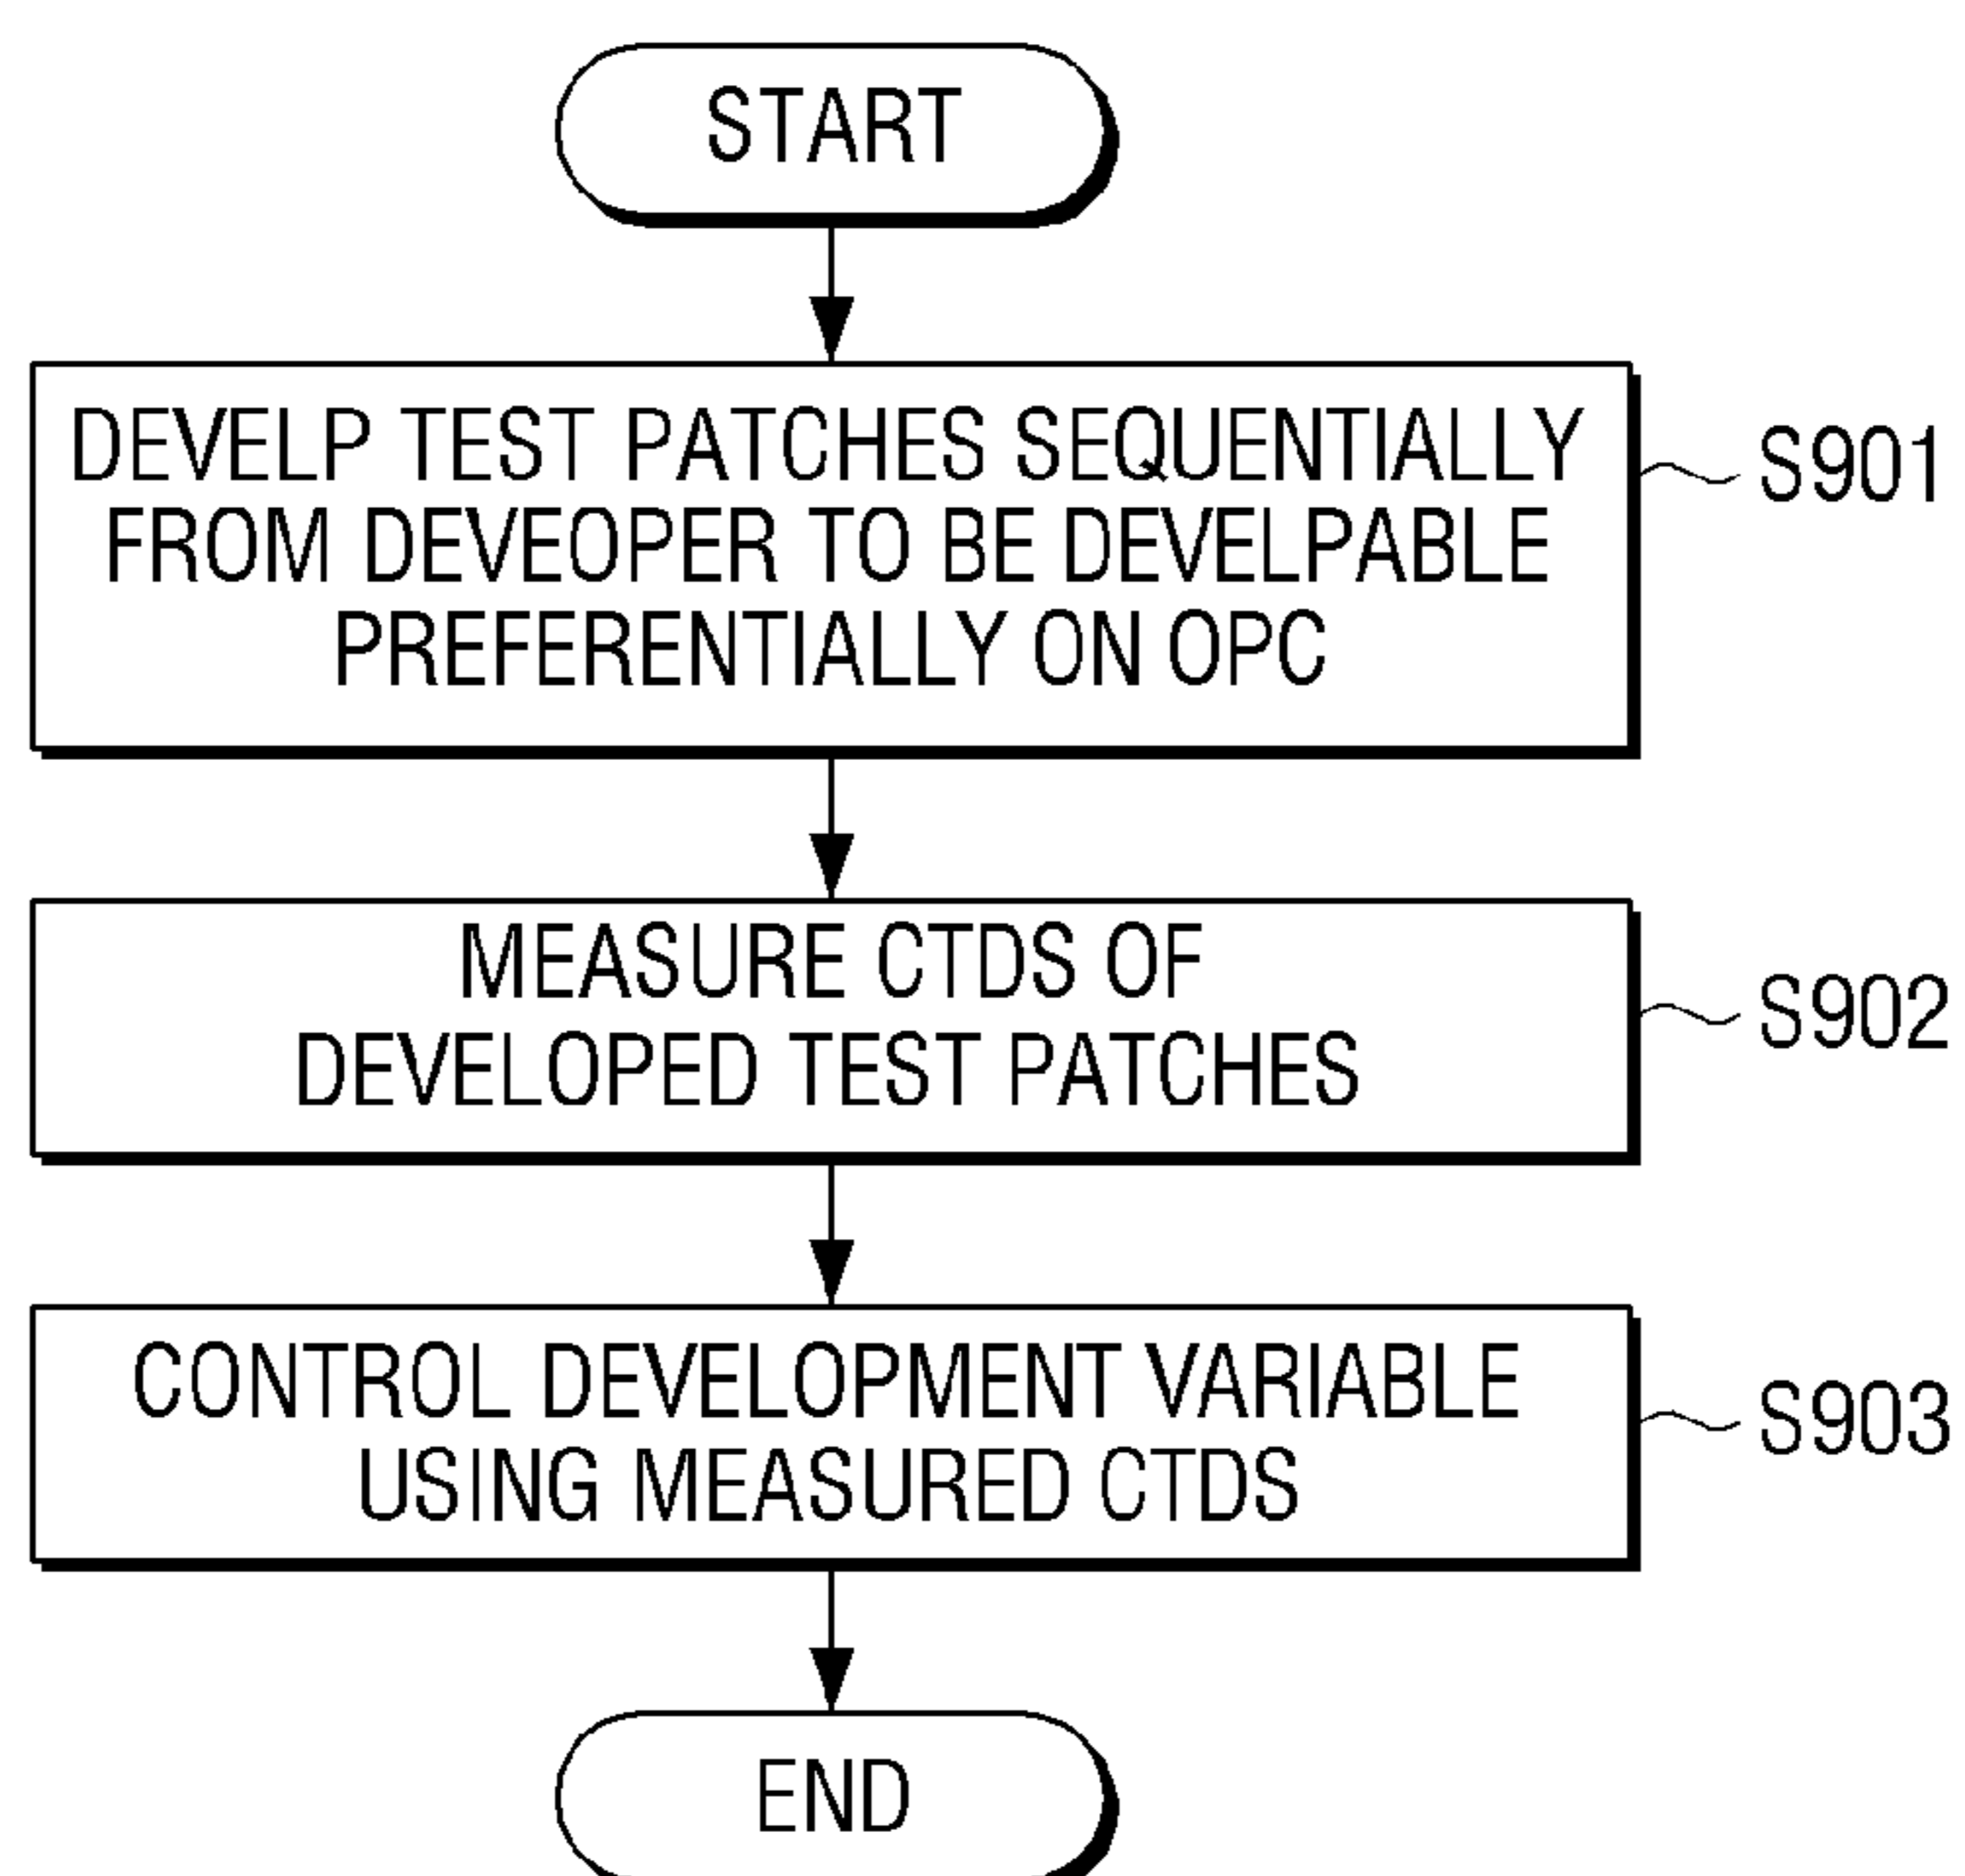 START
DEVELP TEST PATCHES SEQUENTIALLY
FROM DEVEOPER TO BE DEVELPABLE
PREFERENTIALLY ON OPC
S901
MEASURE CTDS OF
DEVELOPED TEST PATCHES
S902
CONTROL DEVELOPMENT VARIABLE
USING MEASURED CTDS
S903
END